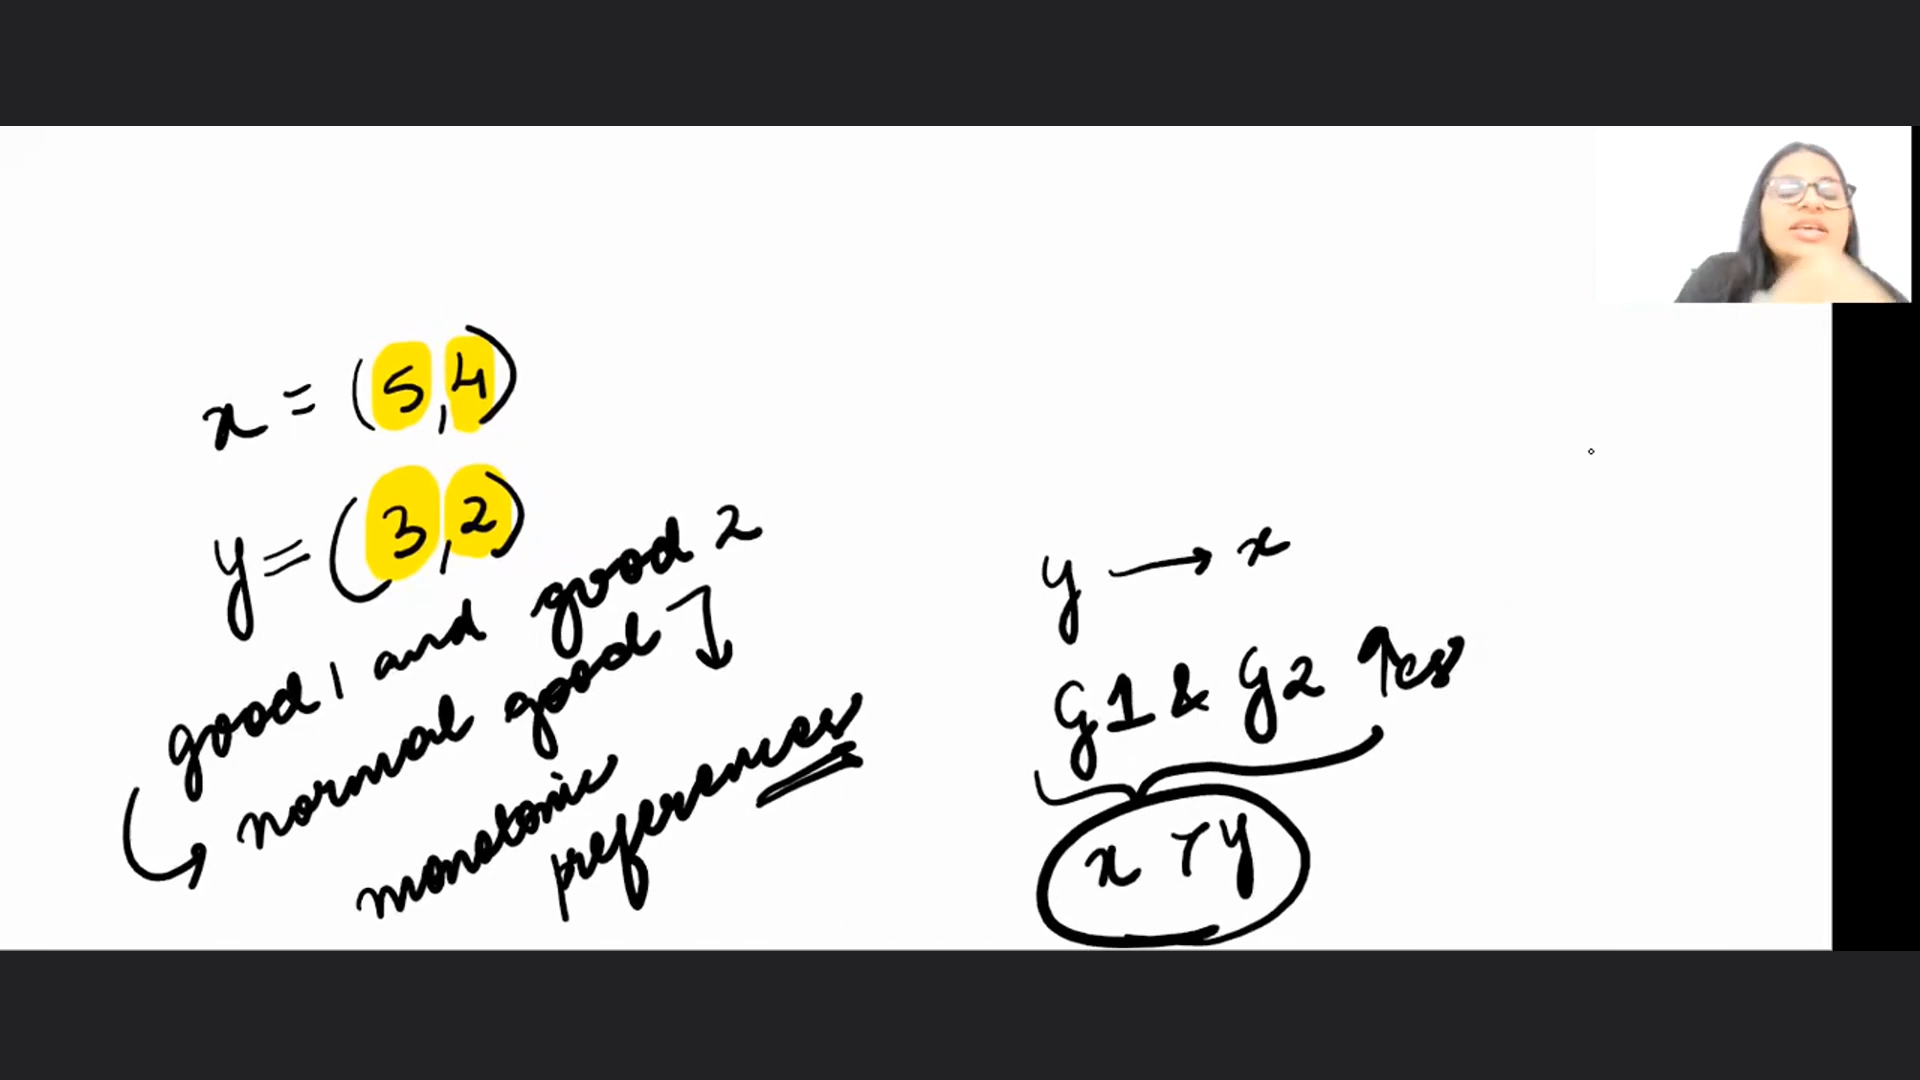 x = (5,4)
y = (3,2)
good 1 and good 2
normal good ↓
monotonic
preferences
y → x
G1 & G2 ↑es
x ≻ y